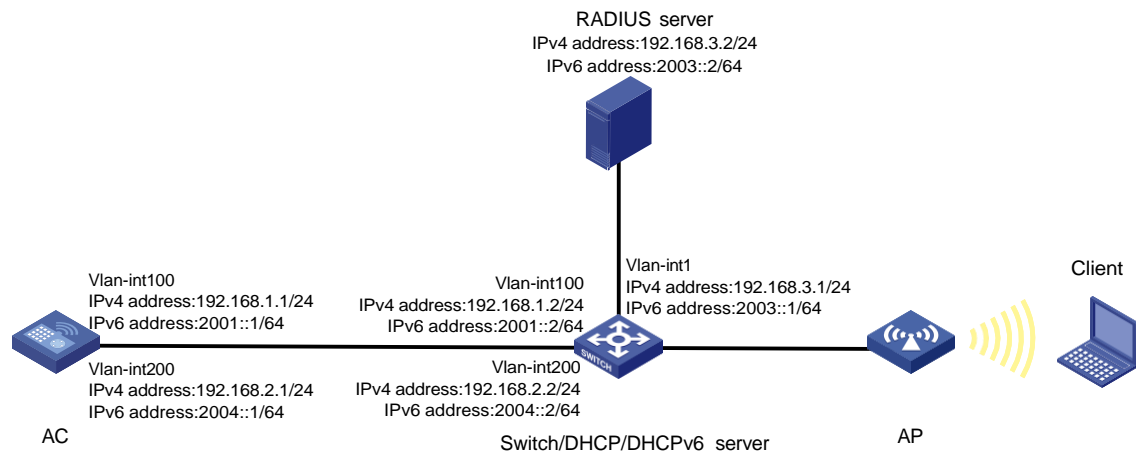 RADIUS server
IPv4 address:192.168.3.2/24
IPv6 address:2003::2/64
Vlan-int100
IPv4 address:192.168.1.1/24
IPv6 address:2001::1/64
Vlan-int200
IPv4 address:192.168.2.1/24
IPv6 address:2004::1/64
AC
Vlan-int100
IPv4 address:192.168.1.2/24
IPv6 address:2001::2/64
Vlan-int200
IPv4 address:192.168.2.2/24
IPv6 address:2004::2/64
Vlan-int1
IPv4 address:192.168.3.1/24
IPv6 address:2003::1/64
SWITCH
Switch/DHCP/DHCPv6 server
AP
Client